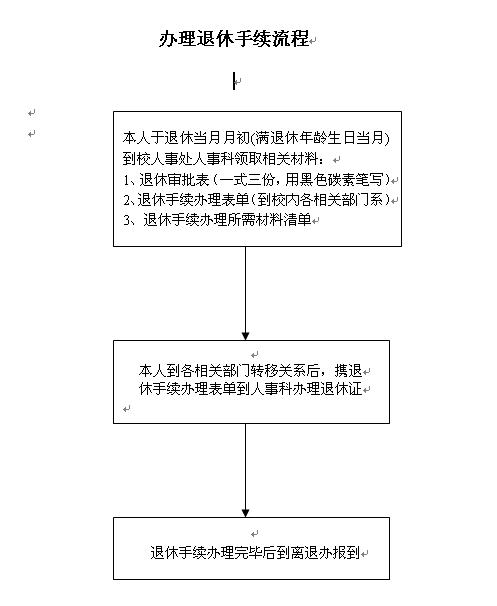 办理退休手续流程
本人于退休当月月初(满退休年龄生日当月)
到校人事处人事科领取相关材料：
1、退休审批表（一式三份，用黑色碳素笔写）
2、退休手续办理表单（到校内各相关部门系）
3、退休手续办理所需材料清单
本人到各相关部门转移关系后，携退
休手续办理表单到人事科办理退休证
退休手续办理完毕后到离退办报到